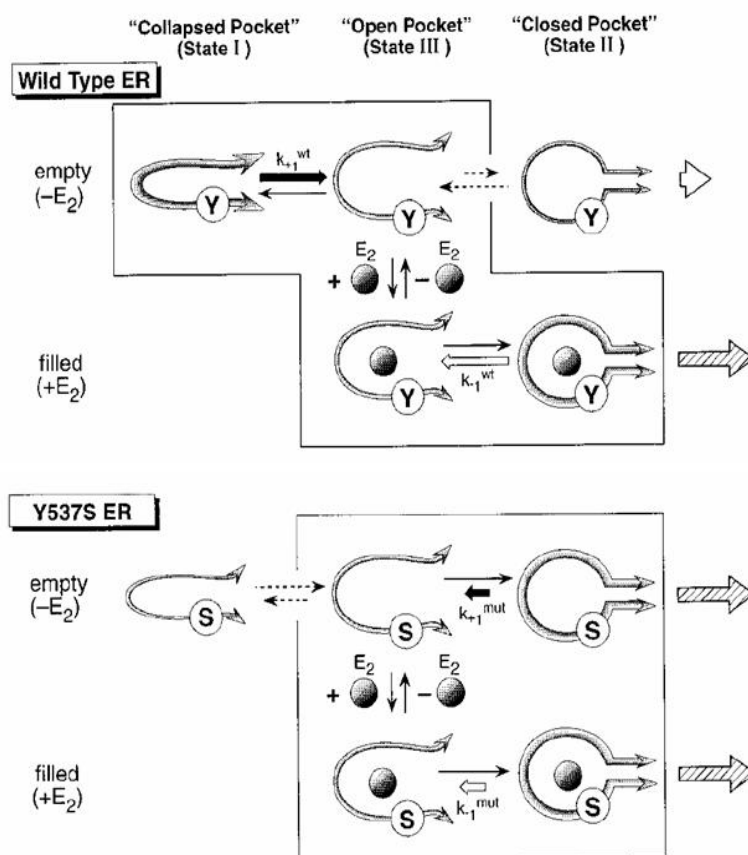 “Collapsed Pocket” “Open Pocket” “Closed Pocket”
(State I ) (State III ) (State II )
Wild Type ER
empty
(−E₂)
k₊₁ʷᵗ
Y Y Y
E₂ E₂
+ −
filled
(+E₂)
k₋₁ʷᵗ
Y Y
Y537S ER
empty
(−E₂)
k₊₁ᵐᵘᵗ
S S S
E₂ E₂
+ −
filled
(+E₂)
k₋₁ᵐᵘᵗ
S S